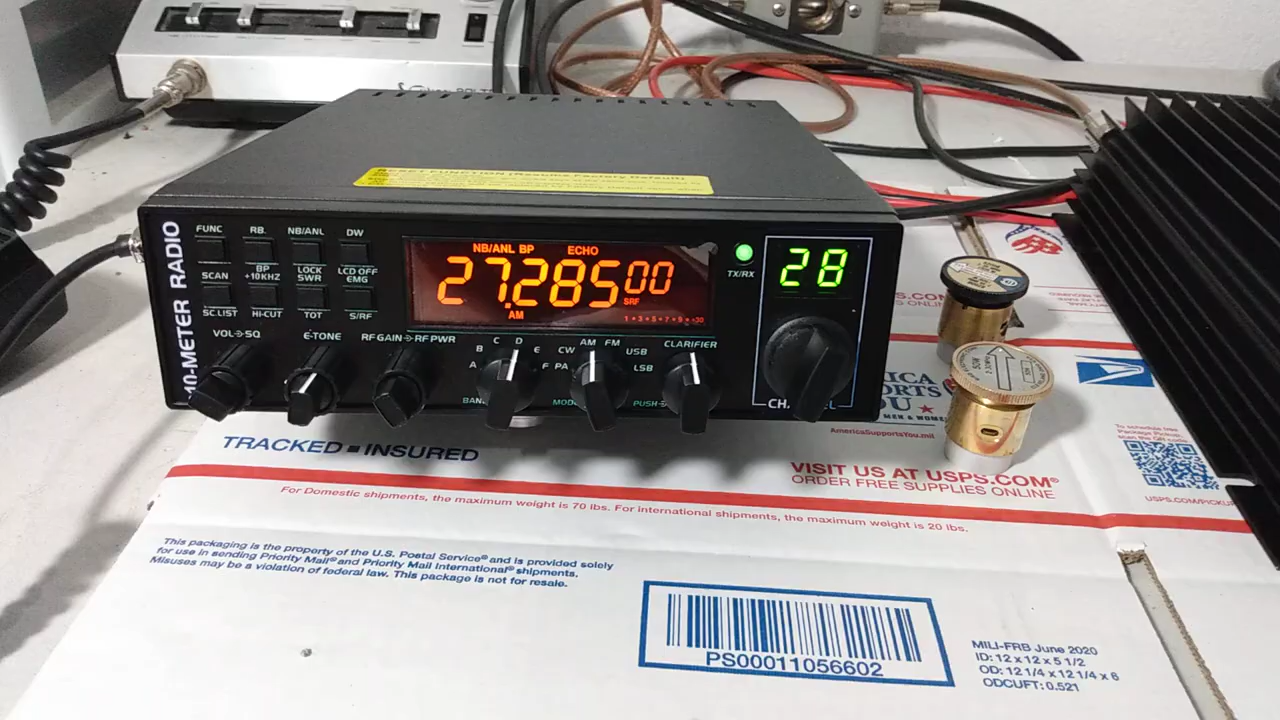 10-METER RADIO
FUNC RB. NB/ANL DW
SCAN BP +10KHZ LOCK SWR LCD OFF EMG
SC.LIST HI-CUT TOT S/RF
NB/ANL BP ECHO
27.28500
SRF
AM
TX/RX
28
VOL SQ E-TONE RF GAIN RF PWR
A B C D E F
PA CW AM FM USB LSB
CLARIFIER
TRACKED INSURED
VISIT US AT USPS.COM®
ORDER FREE SUPPLIES ONLINE
For Domestic shipments, the maximum weight is 70 lbs. For international shipments, the maximum weight is 20 lbs.
AmericaSupportsYou.mil
This packaging is the property of the U.S. Postal Service® and is provided solely
for use in sending Priority Mail® and Priority Mail International® shipments.
Misuses may be a violation of federal law. This package is not for resale.
PS00011056602
MILI-FRB June 2020
ID: 12 x 12 x 5 1/2
OD: 12 1/4 x 12 1/4 x 6
ODCUFT: 0.521